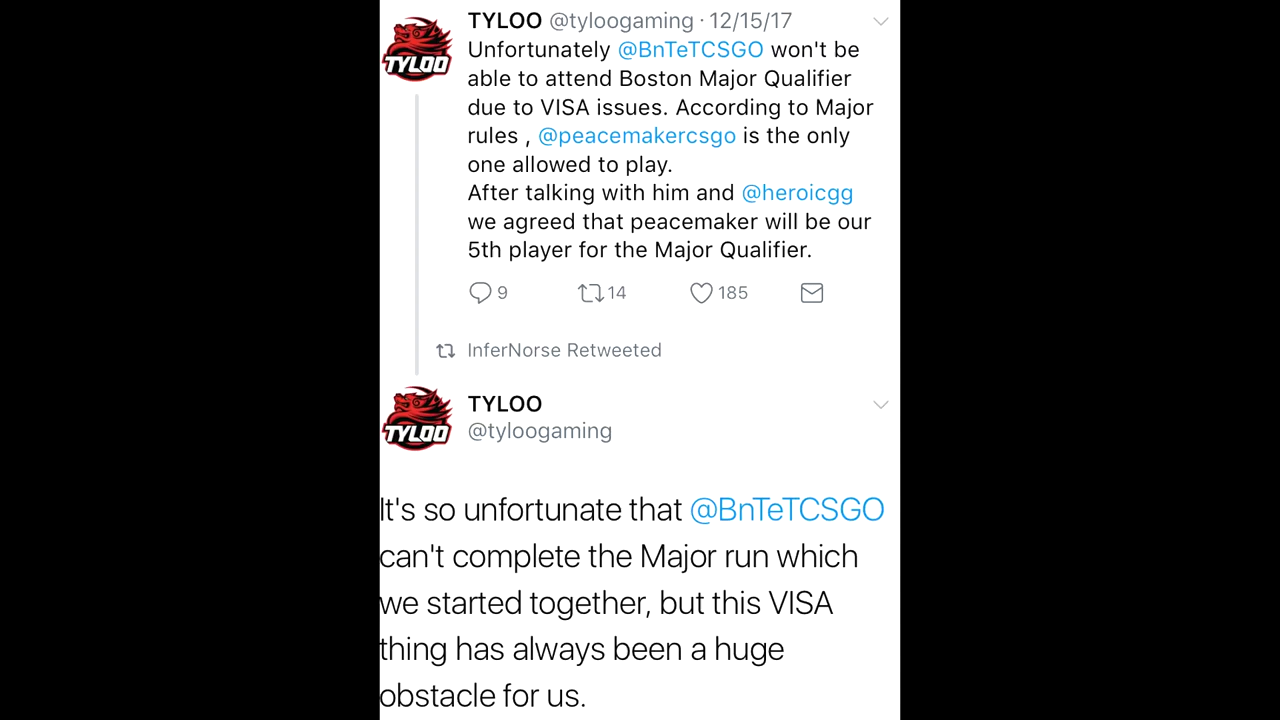 TYLOO @tyloogaming · 12/15/17
Unfortunately @BnTeTCSGO won't be
able to attend Boston Major Qualifier
due to VISA issues. According to Major
rules , @peacemakercsgo is the only
one allowed to play.
After talking with him and @heroicgg
we agreed that peacemaker will be our
5th player for the Major Qualifier.
9 14 185
InferNorse Retweeted
TYLOO
@tyloogaming
It's so unfortunate that @BnTeTCSGO
can't complete the Major run which
we started together, but this VISA
thing has always been a huge
obstacle for us.
TYLOO
TYLOO